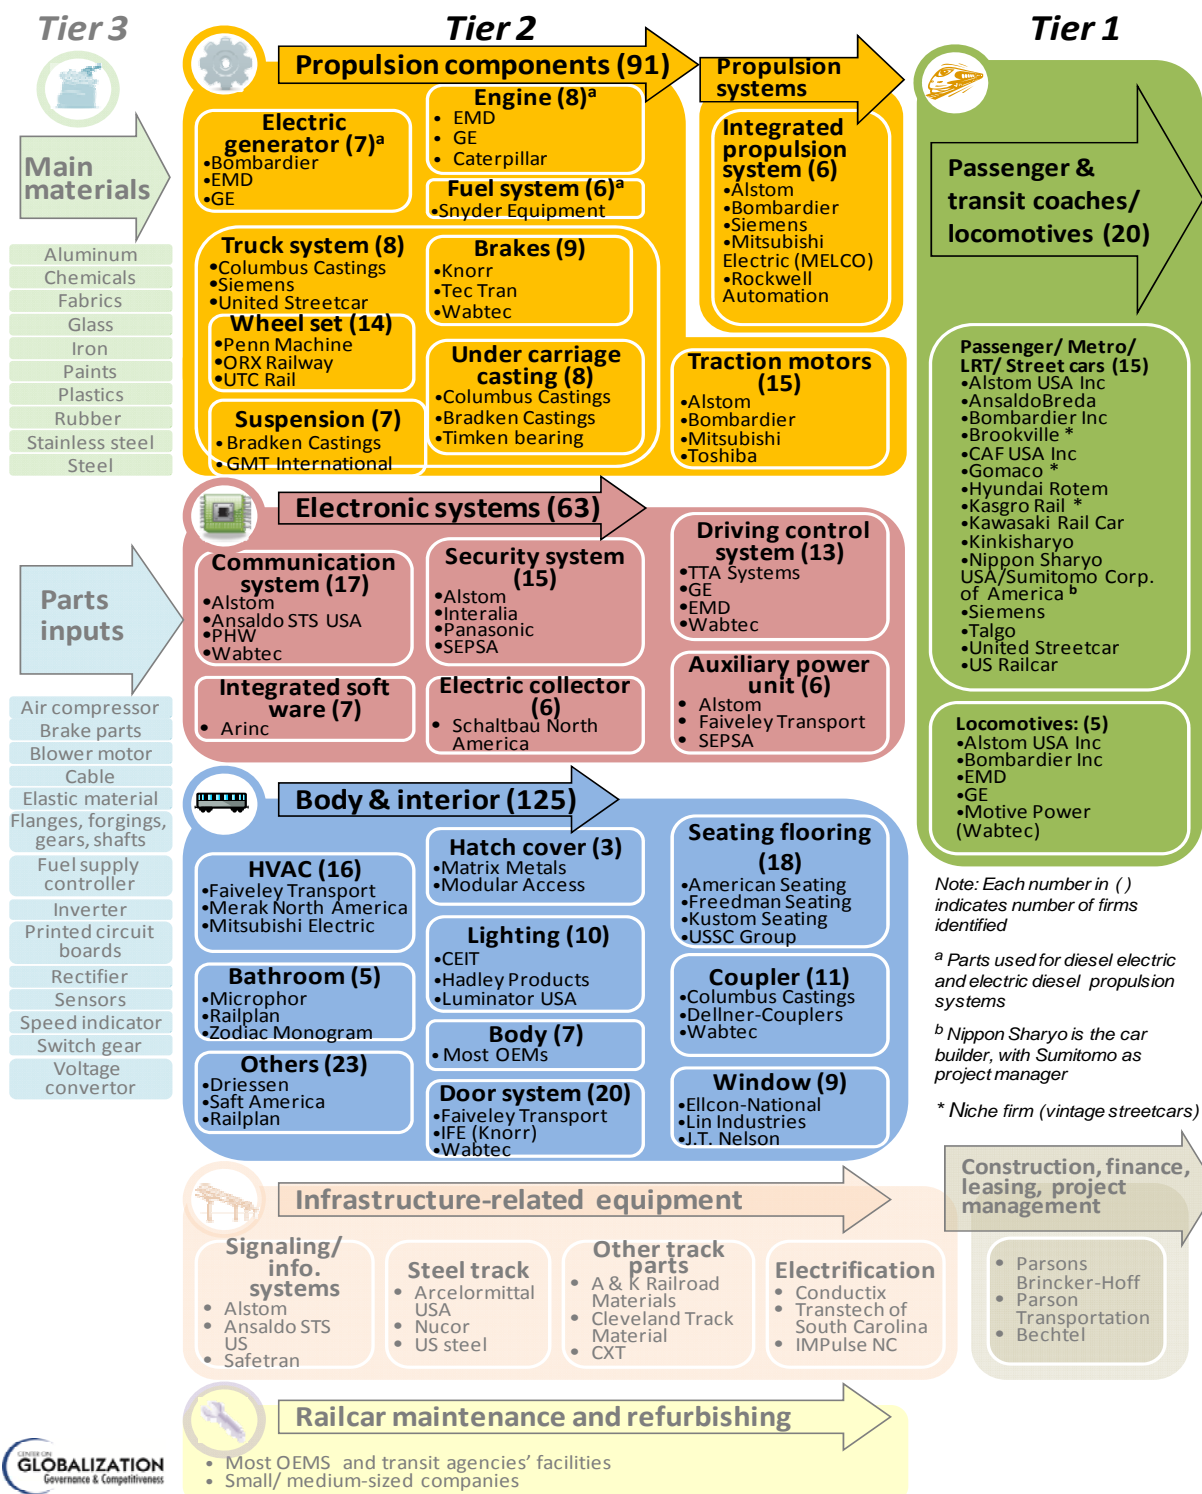 Tier 3
Tier 2
Tier 1
Main
materials
Aluminum
Chemicals
Fabrics
Glass
Iron
Paints
Plastics
Rubber
Stainless steel
Steel
Parts
inputs
Air compressor
Brake parts
Blower motor
Cable
Elastic material
Flanges, forgings,
gears, shafts
Fuel supply
controller
Inverter
Printed circuit
boards
Rectifier
Sensors
Speed indicator
Switch gear
Voltage
convertor
Propulsion components (91)
Electric
generator (7)a
•Bombardier
•EMD
•GE
Engine (8)a
• EMD
• GE
• Caterpillar
Fuel system (6)a
•Snyder Equipment
Truck system (8)
•Columbus Castings
•Siemens
•United Streetcar
Wheel set (14)
•Penn Machine
•ORX Railway
•UTC Rail
Suspension (7)
• Bradken Castings
• GMT International
Brakes (9)
•Knorr
•Tec Tran
•Wabtec
Under carriage
casting (8)
•Columbus Castings
•Bradken Castings
•Timken bearing
Propulsion
systems
Integrated
propulsion
system (6)
•Alstom
•Bombardier
•Siemens
•Mitsubishi
Electric (MELCO)
•Rockwell
Automation
Traction motors
(15)
•Alstom
•Bombardier
•Mitsubishi
•Toshiba
Electronic systems (63)
Communication
system (17)
•Alstom
•Ansaldo STS USA
•PHW
•Wabtec
Integrated soft
ware (7)
• Arinc
Security system
(15)
•Alstom
•Interalia
•Panasonic
•SEPSA
Electric collector
(6)
• Schaltbau North
America
Driving control
system (13)
•TTA Systems
•GE
•EMD
•Wabtec
Auxiliary power
unit (6)
• Alstom
• Faiveley Transport
• SEPSA
Body & interior (125)
HVAC (16)
•Faiveley Transport
•Merak North America
•Mitsubishi Electric
Bathroom (5)
•Microphor
•Railplan
•Zodiac Monogram
Others (23)
•Driessen
•Saft America
•Railplan
Hatch cover (3)
•Matrix Metals
•Modular Access
Lighting (10)
•CEIT
•Hadley Products
•Luminator USA
Body (7)
• Most OEMs
Door system (20)
•Faiveley Transport
•IFE (Knorr)
•Wabtec
Seating flooring
(18)
•American Seating
•Freedman Seating
•Kustom Seating
•USSC Group
Coupler (11)
•Columbus Castings
•Dellner-Couplers
•Wabtec
Window (9)
•Ellcon-National
•Lin Industries
•J.T. Nelson
Passenger &
transit coaches/
locomotives (20)
Passenger/ Metro/
LRT/ Street cars (15)
•Alstom USA Inc
•AnsaldoBreda
•Bombardier Inc
•Brookville *
•CAF USA Inc
•Gomaco *
•Hyundai Rotem
•Kasgro Rail *
•Kawasaki Rail Car
•Kinkisharyo
•Nippon Sharyo
USA/Sumitomo Corp.
of America b
•Siemens
•Talgo
•United Streetcar
•US Railcar
Locomotives: (5)
•Alstom USA Inc
•Bombardier Inc
•EMD
•GE
•Motive Power
(Wabtec)
Note: Each number in ( )
indicates number of firms
identified
a Parts used for diesel electric
and electric diesel propulsion
systems
b Nippon Sharyo is the car
builder, with Sumitomo as
project manager
* Niche firm (vintage streetcars)
Infrastructure-related equipment
Signaling/
info.
systems
• Alstom
• Ansaldo STS
US
• Safetran
Steel track
• Arcelormittal
USA
• Nucor
• US steel
Other track
parts
• A & K Railroad
Materials
• Cleveland Track
Material
• CXT
Electrification
• Conductix
• Transtech of
South Carolina
• IMPulse NC
Construction, finance,
leasing, project
management
• Parsons
Brincker-Hoff
• Parson
Transportation
• Bechtel
Railcar maintenance and refurbishing
• Most OEMS and transit agencies' facilities
• Small/ medium-sized companies
CENTER ON
GLOBALIZATION
Governance & Competitiveness